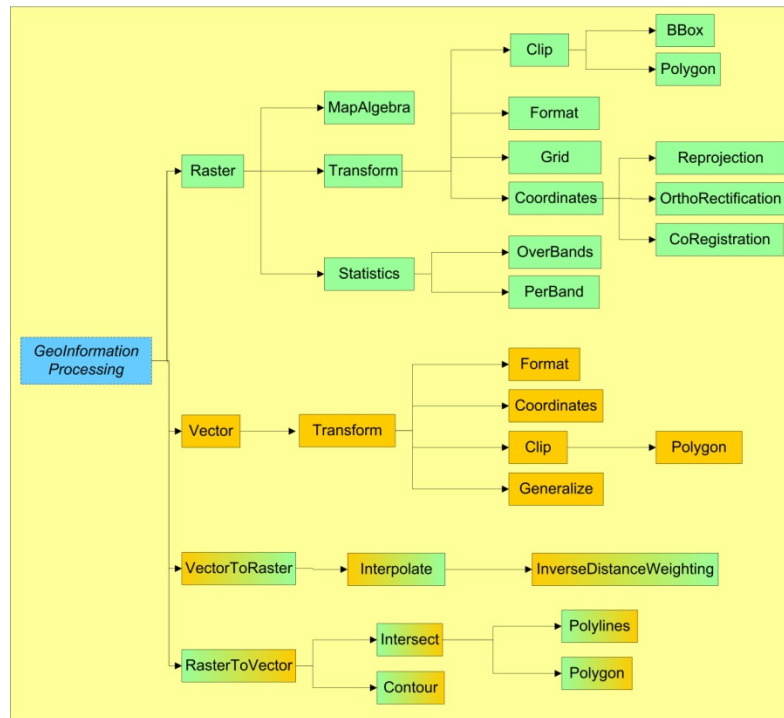 BBox
Clip
Polygon
MapAlgebra
Format
Raster
Transform
Grid
Reprojection
Coordinates
OrthoRectification
CoRegistration
Statistics
OverBands
PerBand
GeoInformation
Processing
Format
Coordinates
Vector
Transform
Clip
Polygon
Generalize
VectorToRaster
Interpolate
InverseDistanceWeighting
Polylines
Intersect
RasterToVector
Polygon
Contour